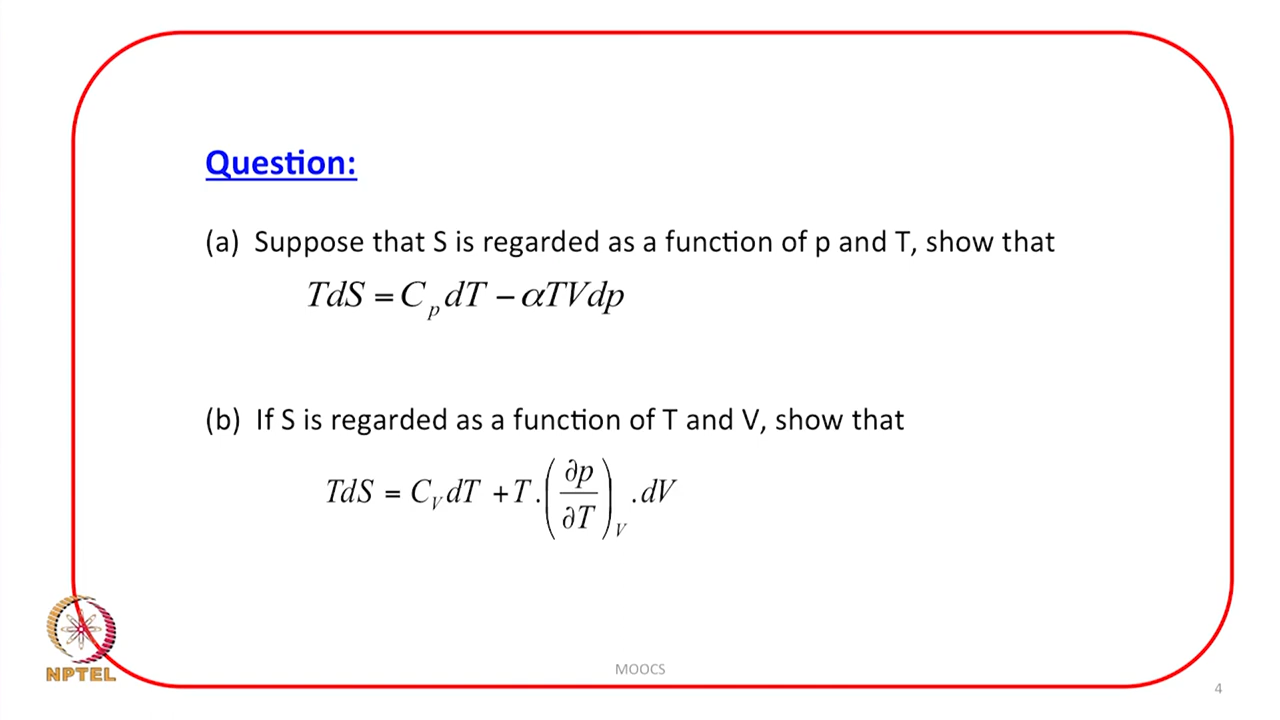 Question:
(a) Suppose that S is regarded as a function of p and T, show that
TdS = C_p dT − αTVdp
(b) If S is regarded as a function of T and V, show that
TdS = C_V dT + T.(∂p/∂T)_V .dV
NPTEL
MOOCS
4